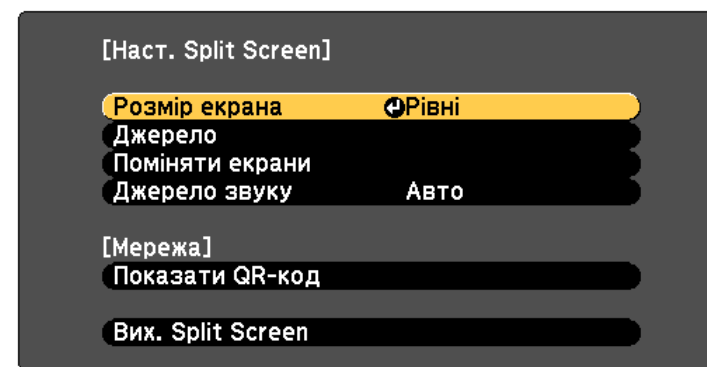 [Наст. Split Screen]
Розмір екрана Рівні
Джерело
Поміняти екрани
Джерело звуку Авто
[Мережа]
Показати QR-код
Вих. Split Screen